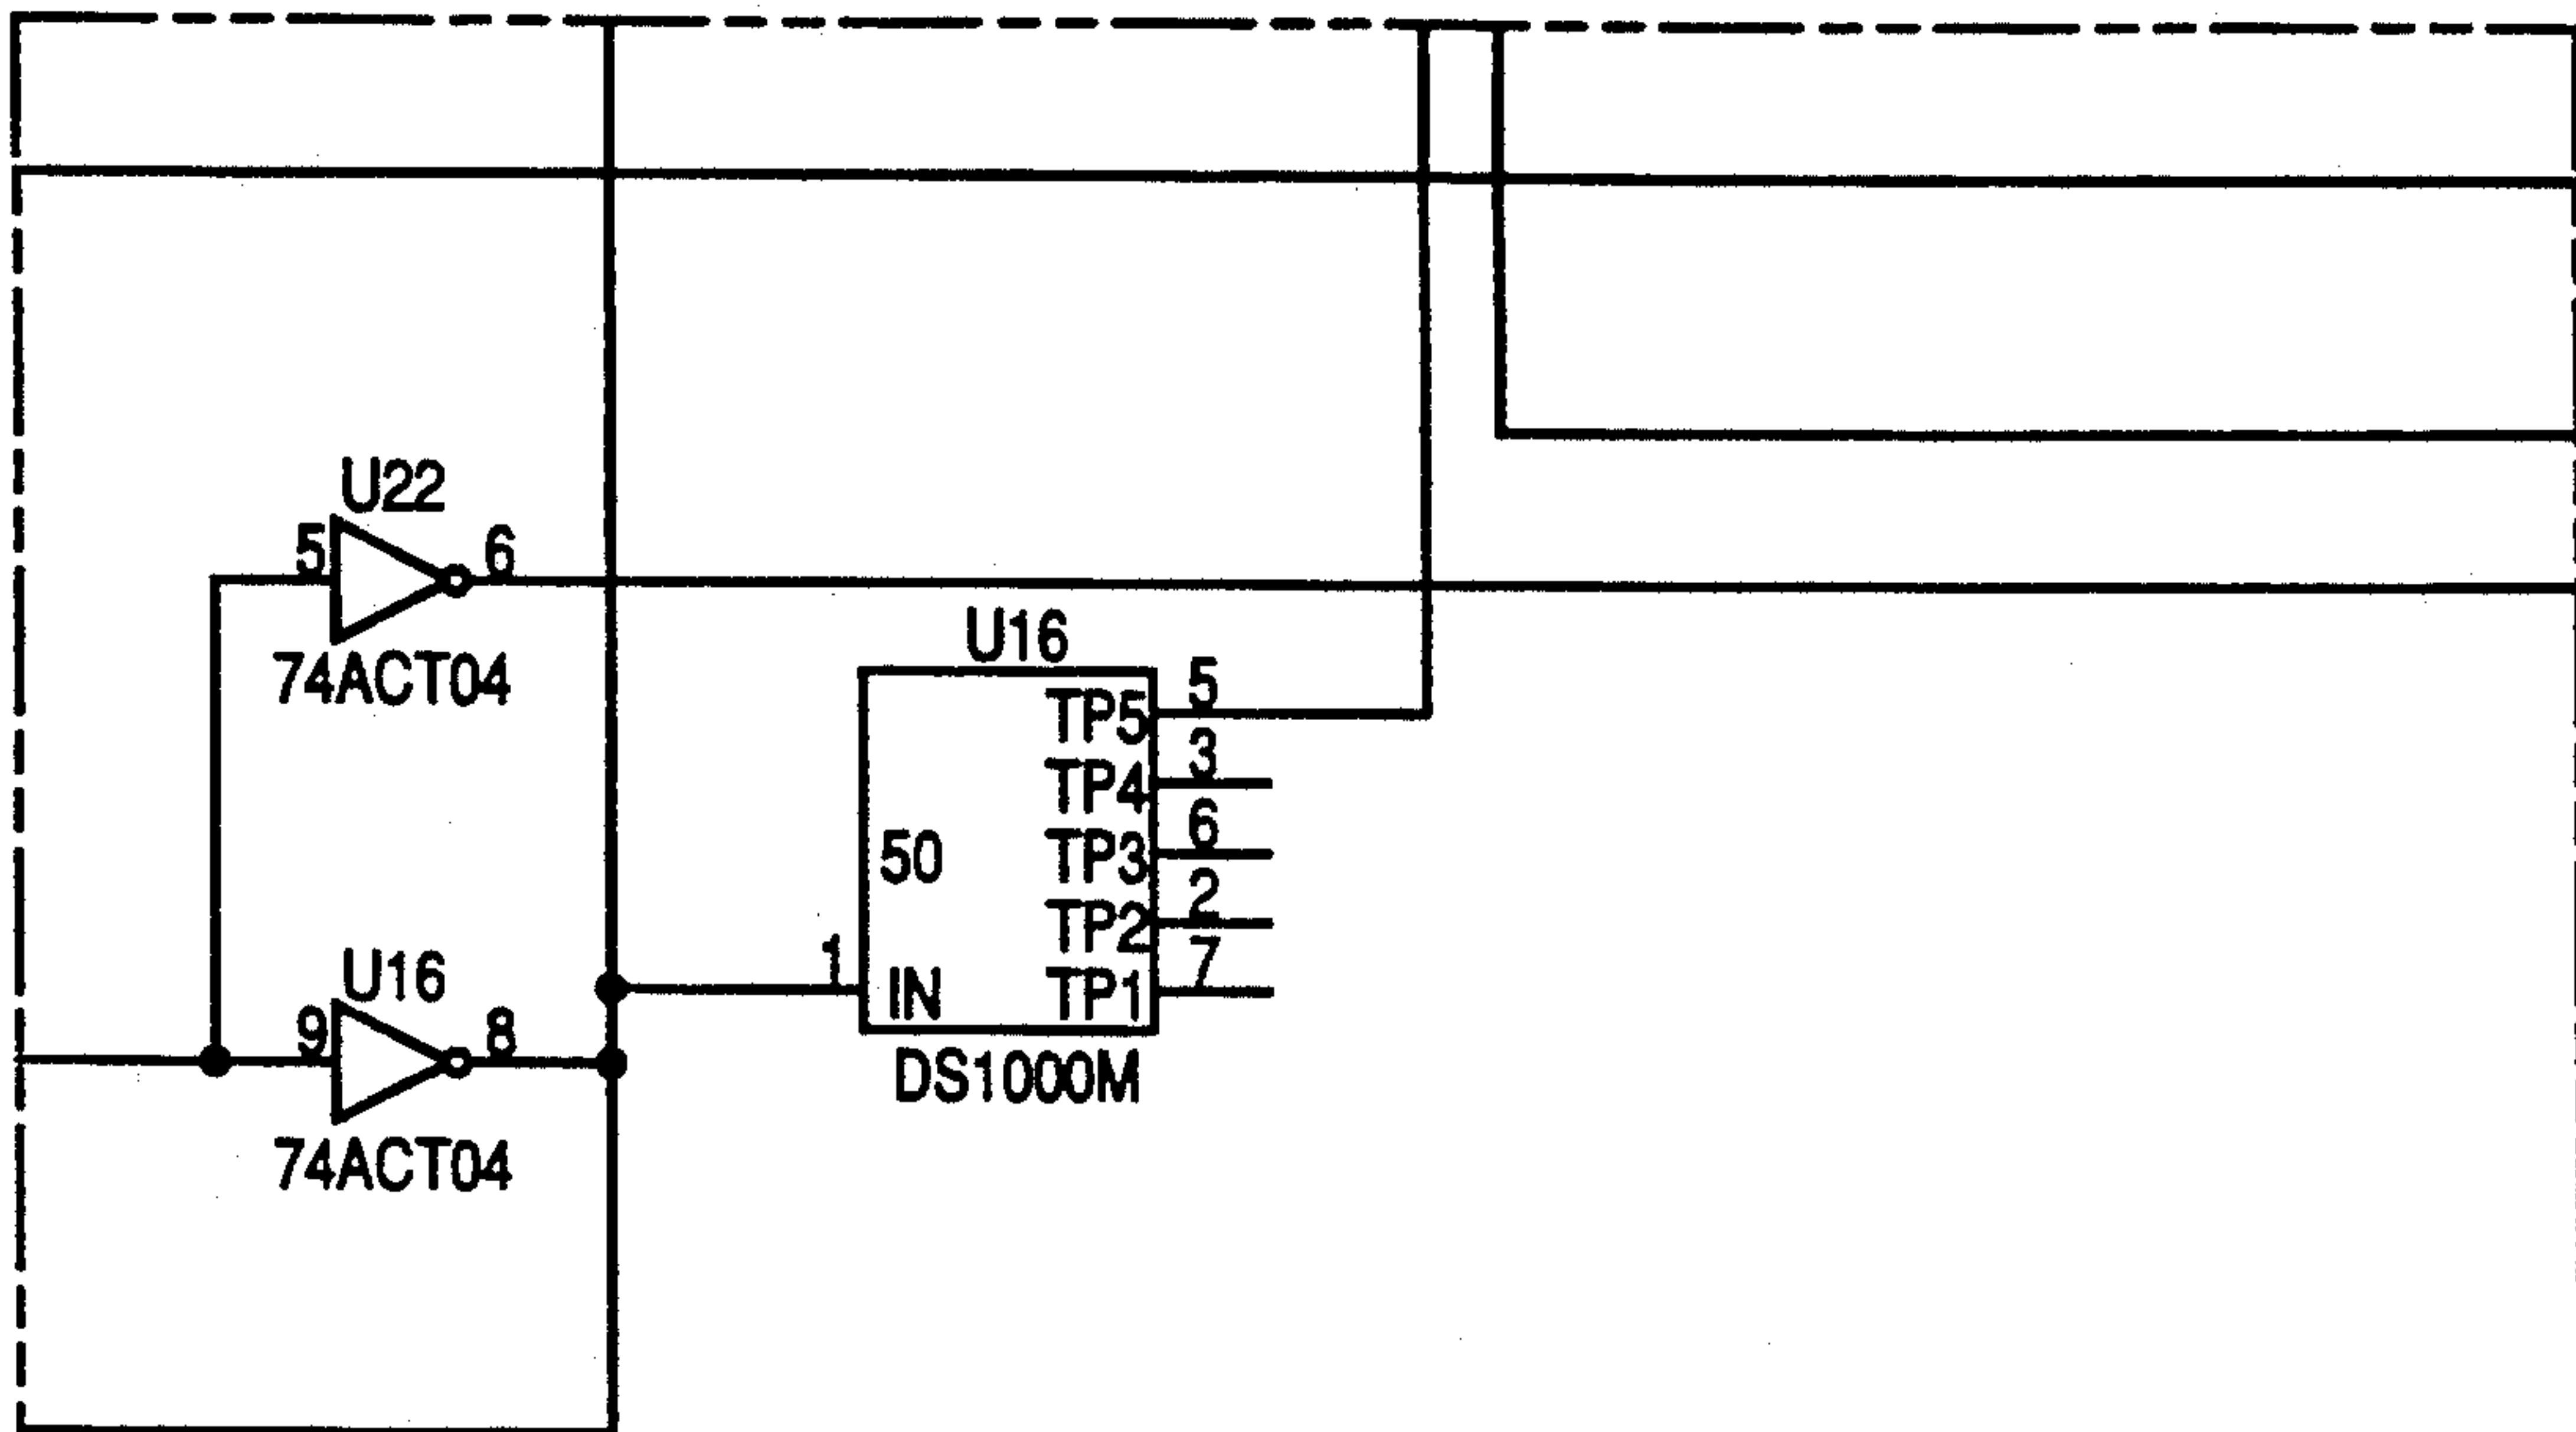 U22
5 6
74ACT04
U16
TP5 5
TP4 3
50 TP3 6
TP2 2
1 IN TP1 7
DS1000M
U16
9 8
74ACT04